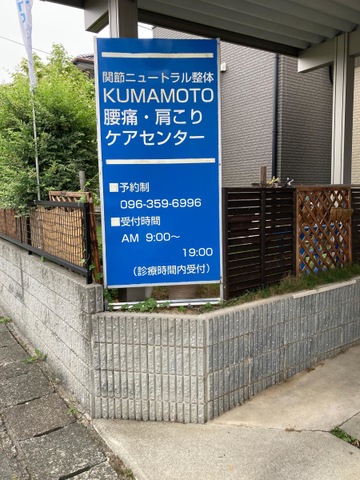 関節ニュートラル整体
KUMAMOTO
腰痛・肩こり
ケアセンター
■予約制
096-359-6996
■受付時間
AM 9:00～
19:00
（診療時間内受付）